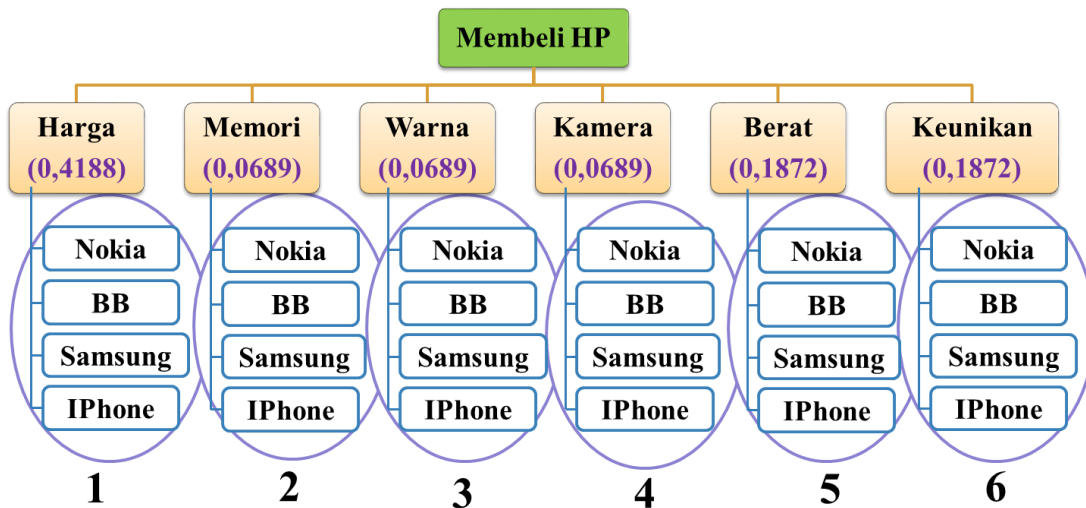 Membeli HP
Harga
(0,4188)
Nokia
BB
Samsung
IPhone
1
Memori
(0,0689)
Nokia
BB
Samsung
IPhone
2
Warna
(0,0689)
Nokia
BB
Samsung
IPhone
3
Kamera
(0,0689)
Nokia
BB
Samsung
IPhone
4
Berat
(0,1872)
Nokia
BB
Samsung
IPhone
5
Keunikan
(0,1872)
Nokia
BB
Samsung
IPhone
6